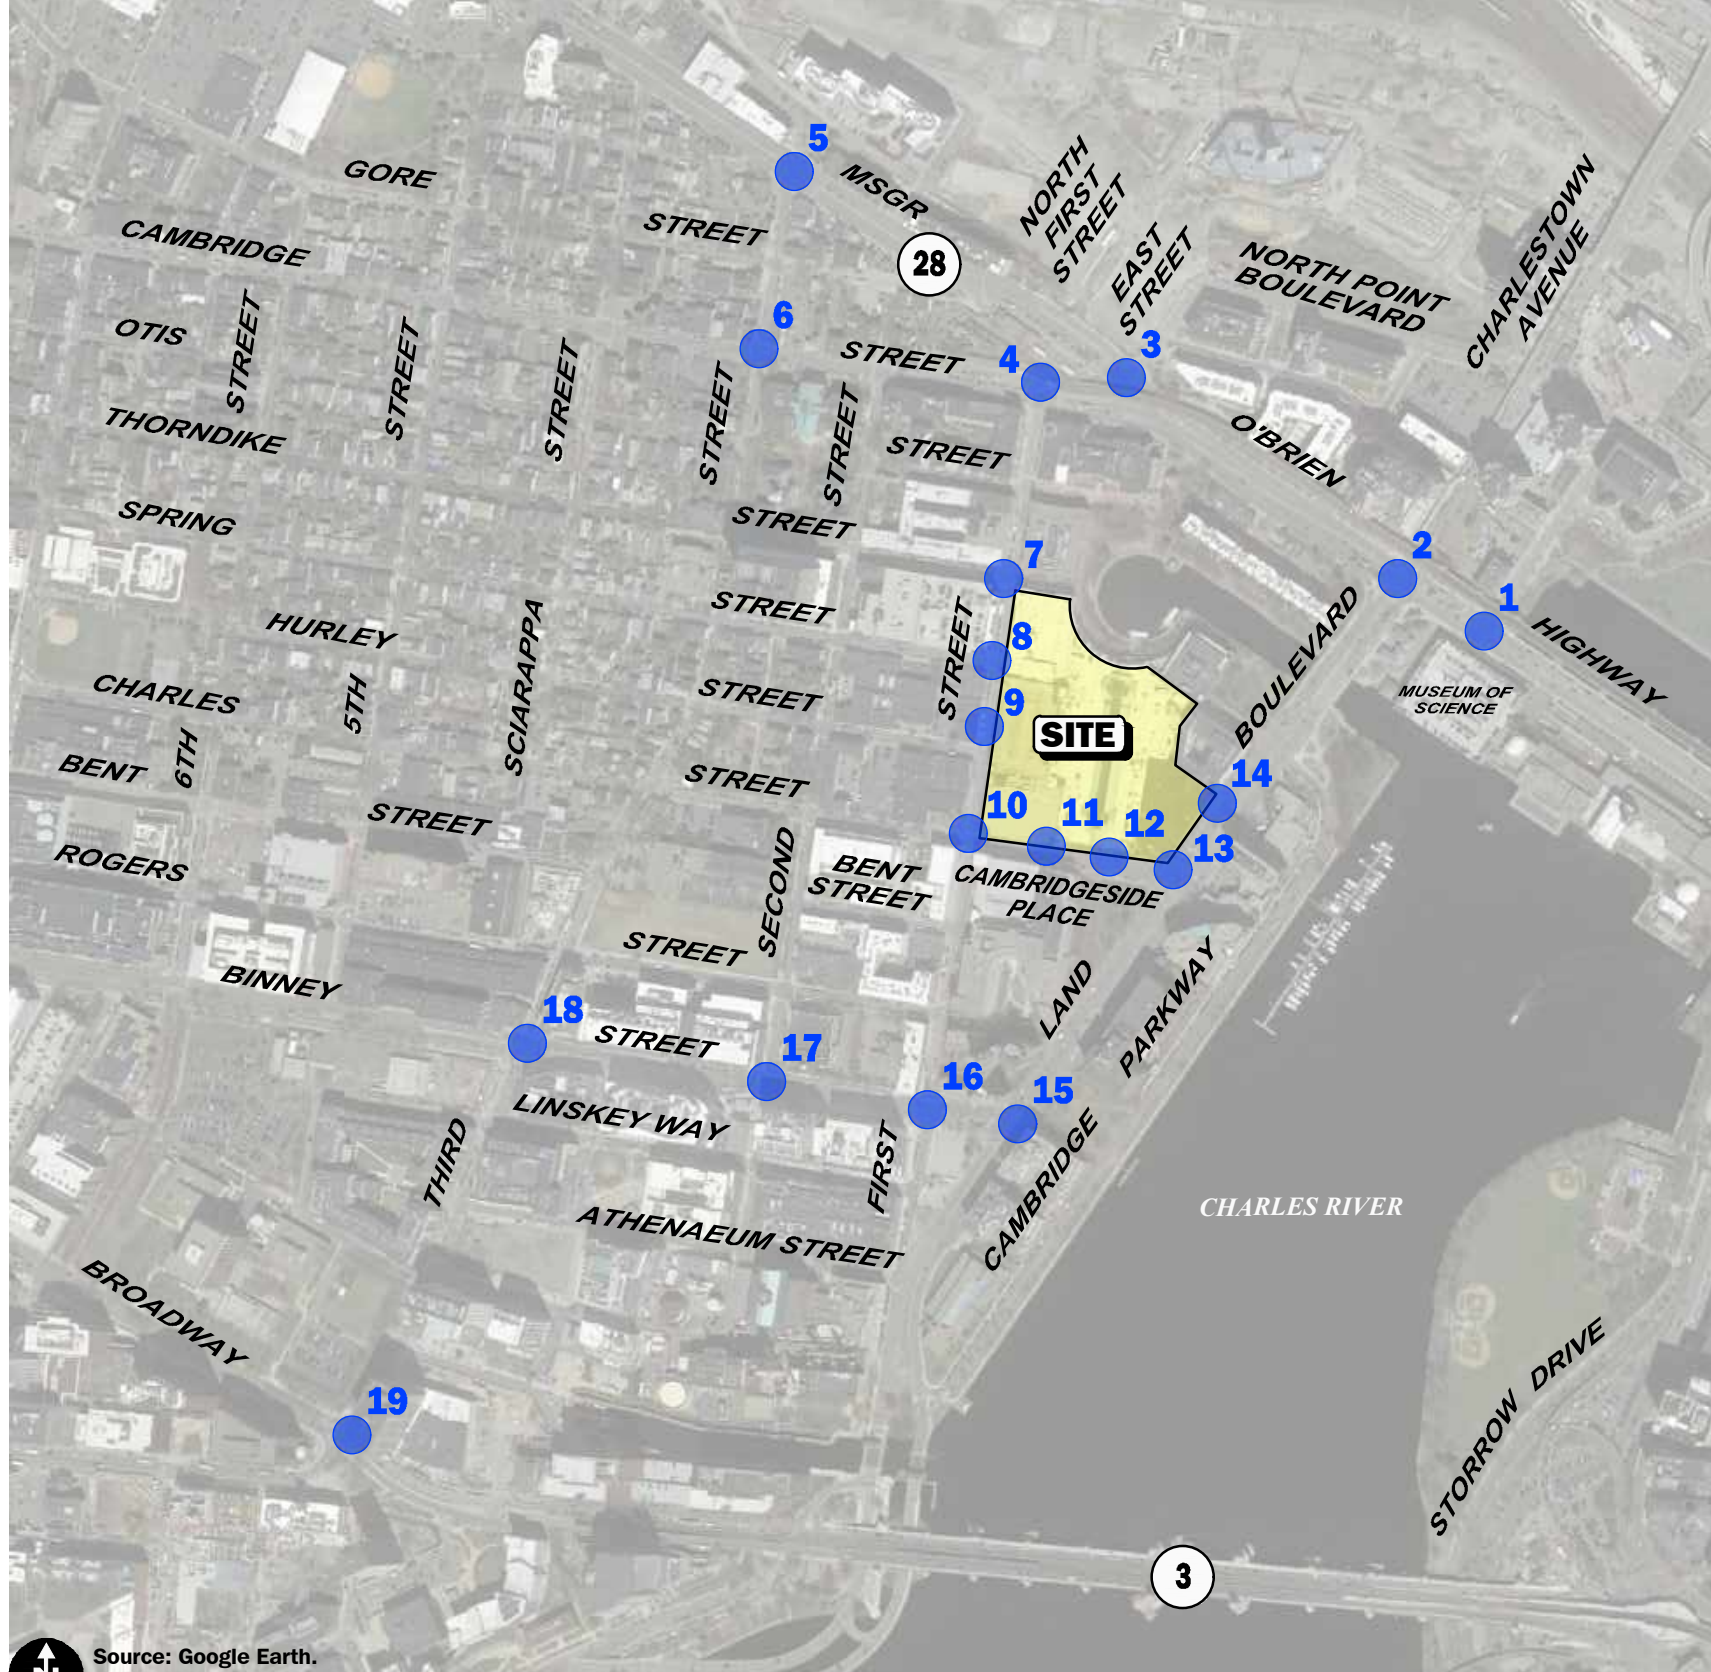 5
GORE
MSGR
NORTH
FIRST
STREET
CHARLESTOWN
AVENUE
CAMBRIDGE
STREET
28
EAST
STREET
NORTH POINT
BOULEVARD
OTIS
STREET
STREET
STREET
6
STREET
4
3
STREET
STREET
THORNDIKE
STREET
O'BRIEN
SPRING
STREET
7
2
1
HURLEY
SCIARAPPA
STREET
STREET
8
BOULEVARD
HIGHWAY
CHARLES
5TH
STREET
9
SITE
MUSEUM OF
SCIENCE
BENT
6TH
STREET
14
STREET
10
11
12
13
ROGERS
SECOND
BENT
STREET
CAMBRIDGESIDE
PLACE
STREET
BINNEY
LAND
PARKWAY
18
STREET
17
16
15
LINSKEY WAY
THIRD
FIRST
CAMBRIDGE
CHARLES RIVER
ATHENAEUM STREET
BROADWAY
STORROW DRIVE
19
3
Source: Google Earth.